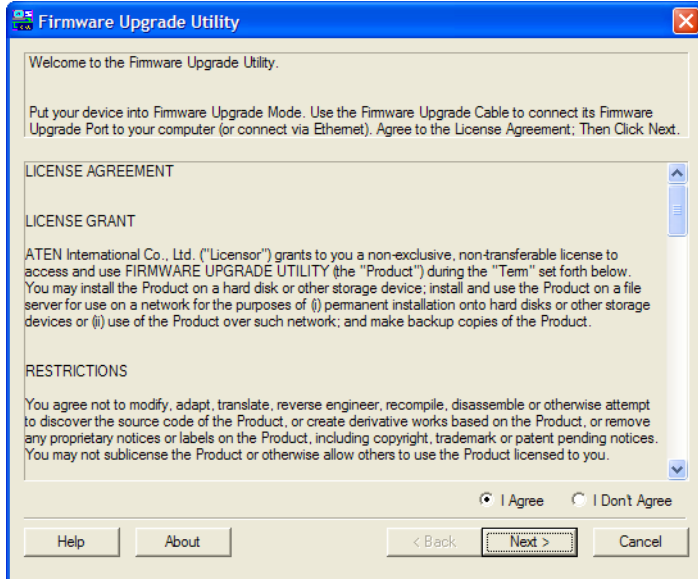 Firmware Upgrade Utility
Welcome to the Firmware Upgrade Utility.
Put your device into Firmware Upgrade Mode. Use the Firmware Upgrade Cable to connect its Firmware
Upgrade Port to your computer (or connect via Ethernet). Agree to the License Agreement; Then Click Next.
LICENSE AGREEMENT
LICENSE GRANT
ATEN International Co., Ltd. ("Licensor") grants to you a non-exclusive, non-transferable license to
access and use FIRMWARE UPGRADE UTILITY (the "Product") during the "Term" set forth below.
You may install the Product on a hard disk or other storage device; install and use the Product on a file
server for use on a network for the purposes of (i) permanent installation onto hard disks or other storage
devices or (ii) use of the Product over such network; and make backup copies of the Product.
RESTRICTIONS
You agree not to modify, adapt, translate, reverse engineer, recompile, disassemble or otherwise attempt
to discover the source code of the Product, or create derivative works based on the Product, or remove
any proprietary notices or labels on the Product, including copyright, trademark or patent pending notices.
You may not sublicense the Product or otherwise allow others to use the Product licensed to you.
I Agree I Don't Agree
Help About < Back Next > Cancel